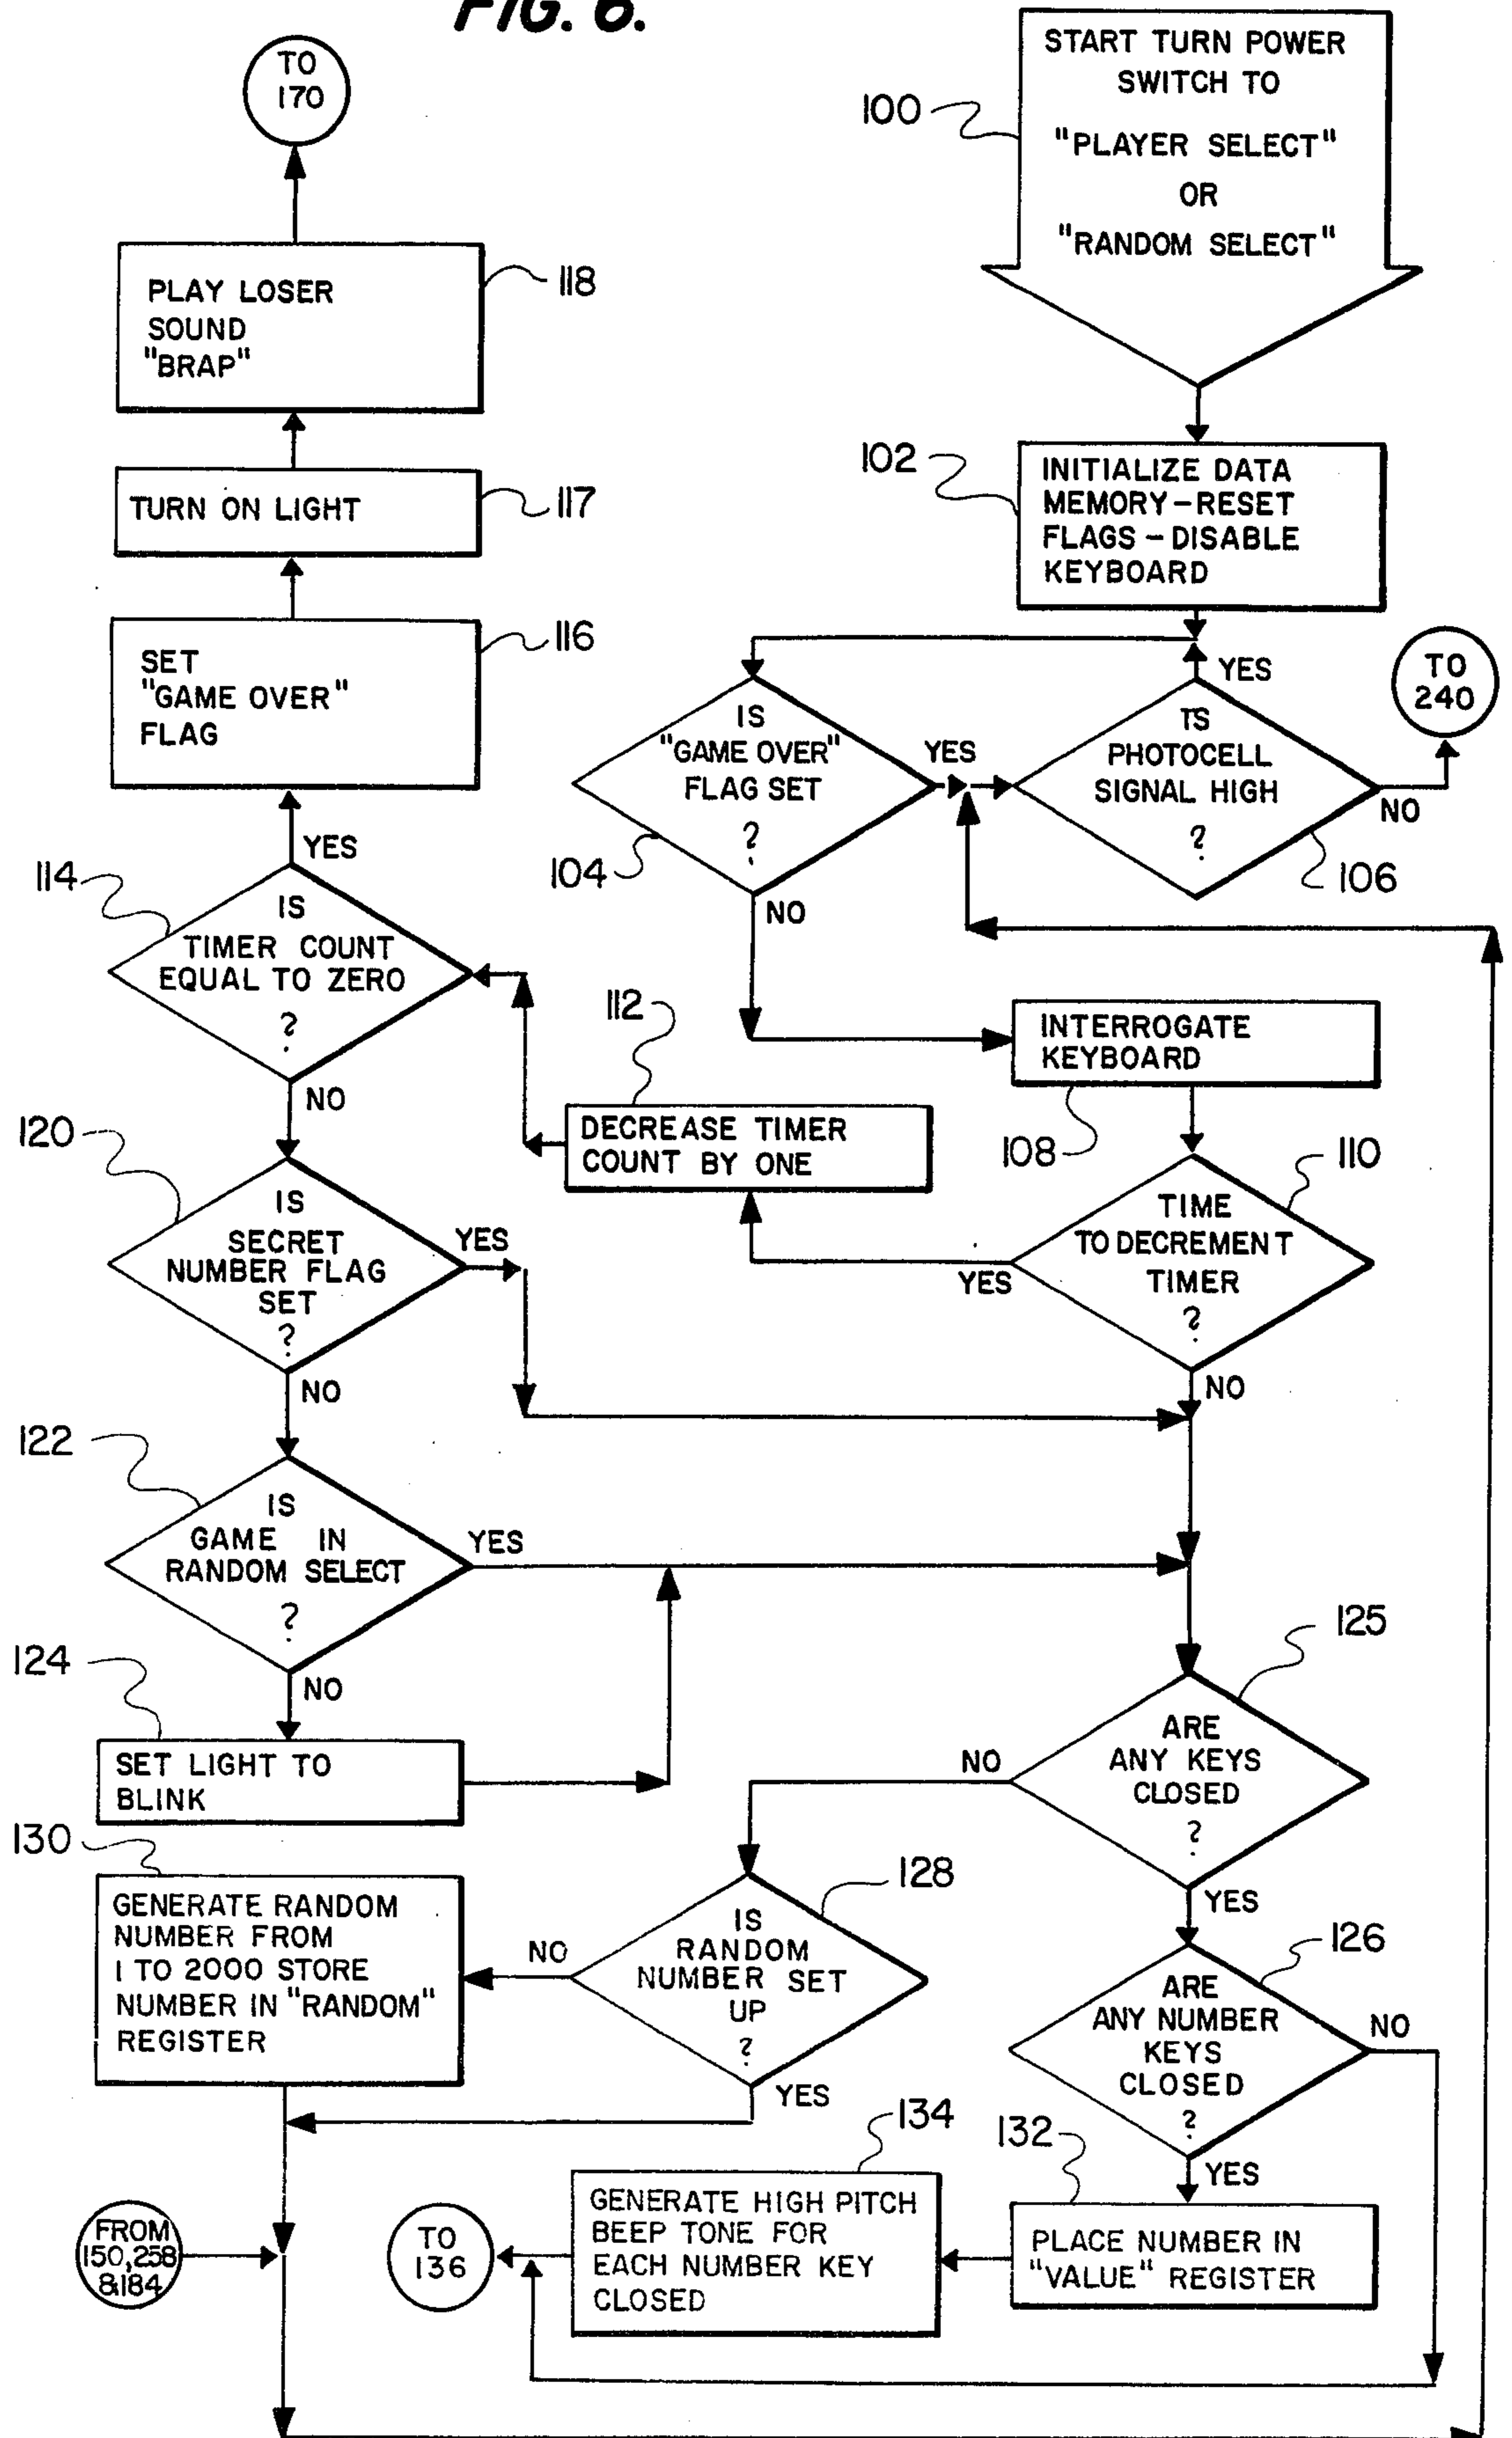 FIG. 6.
START TURN POWER
SWITCH TO
"PLAYER SELECT"
OR
"RANDOM SELECT"
100
INITIALIZE DATA
MEMORY-RESET
FLAGS-DISABLE
KEYBOARD
102
IS
"GAME OVER"
FLAG SET
?
104
YES
NO
TS
PHOTOCELL
SIGNAL HIGH
?
106
YES
NO
TO
240
INTERROGATE
KEYBOARD
108
TIME
TO DECREMENT
TIMER
?
110
YES
NO
DECREASE TIMER
COUNT BY ONE
112
IS
TIMER COUNT
EQUAL TO ZERO
?
114
YES
NO
SET
"GAME OVER"
FLAG
116
TURN ON LIGHT
117
PLAY LOSER
SOUND
"BRAP"
118
TO
170
IS
SECRET
NUMBER FLAG
SET
?
120
YES
NO
IS
GAME IN
RANDOM SELECT
?
122
YES
NO
SET LIGHT TO
BLINK
124
ARE
ANY KEYS
CLOSED
?
125
NO
YES
ARE
ANY NUMBER
KEYS
CLOSED
?
126
NO
YES
IS
RANDOM
NUMBER SET
UP
?
128
NO
YES
GENERATE RANDOM
NUMBER FROM
1 TO 2000 STORE
NUMBER IN "RANDOM"
REGISTER
130
PLACE NUMBER IN
"VALUE" REGISTER
132
GENERATE HIGH PITCH
BEEP TONE FOR
EACH NUMBER KEY
CLOSED
134
TO
136
FROM
150,258
&184